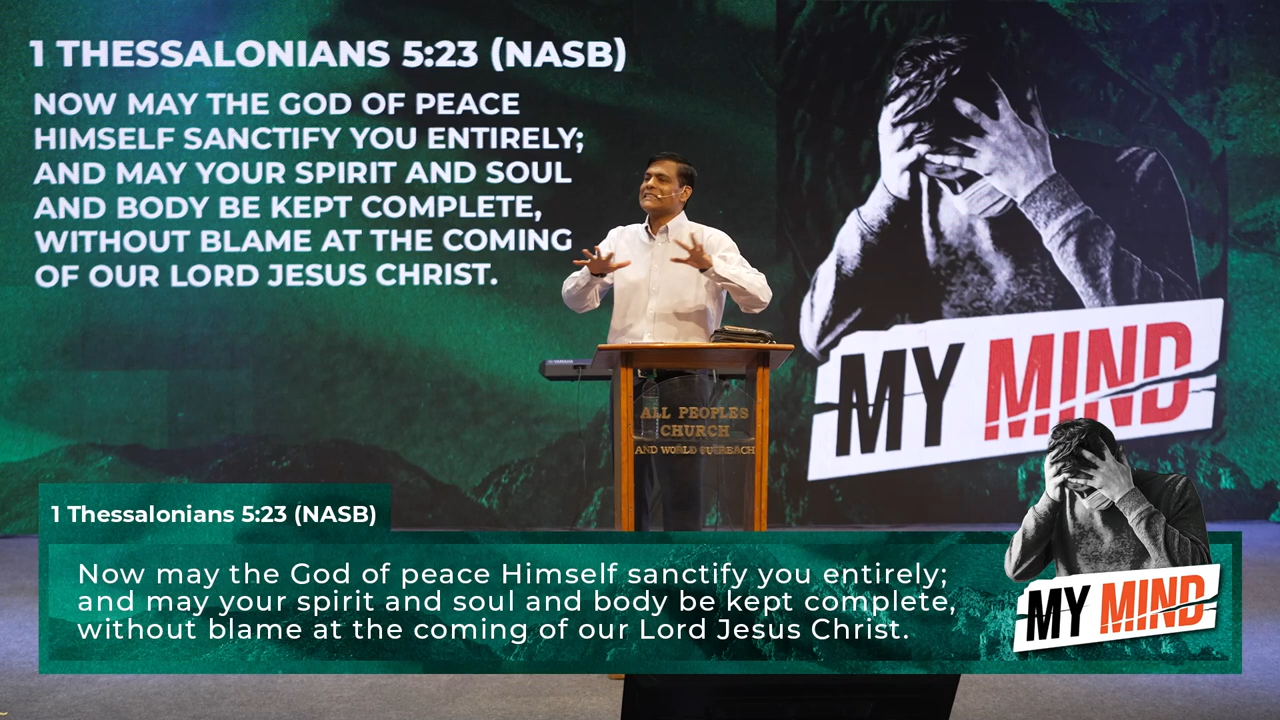 1 THESSALONIANS 5:23 (NASB)
NOW MAY THE GOD OF PEACE
HIMSELF SANCTIFY YOU ENTIRELY;
AND MAY YOUR SPIRIT AND SOUL
AND BODY BE KEPT COMPLETE,
WITHOUT BLAME AT THE COMING
OF OUR LORD JESUS CHRIST.
MY MIND
YAMAHA
ALL PEOPLES
CHURCH
AND WORLD OUTREACH
1 Thessalonians 5:23 (NASB)
Now may the God of peace Himself sanctify you entirely;
and may your spirit and soul and body be kept complete,
without blame at the coming of our Lord Jesus Christ.
MY MIND